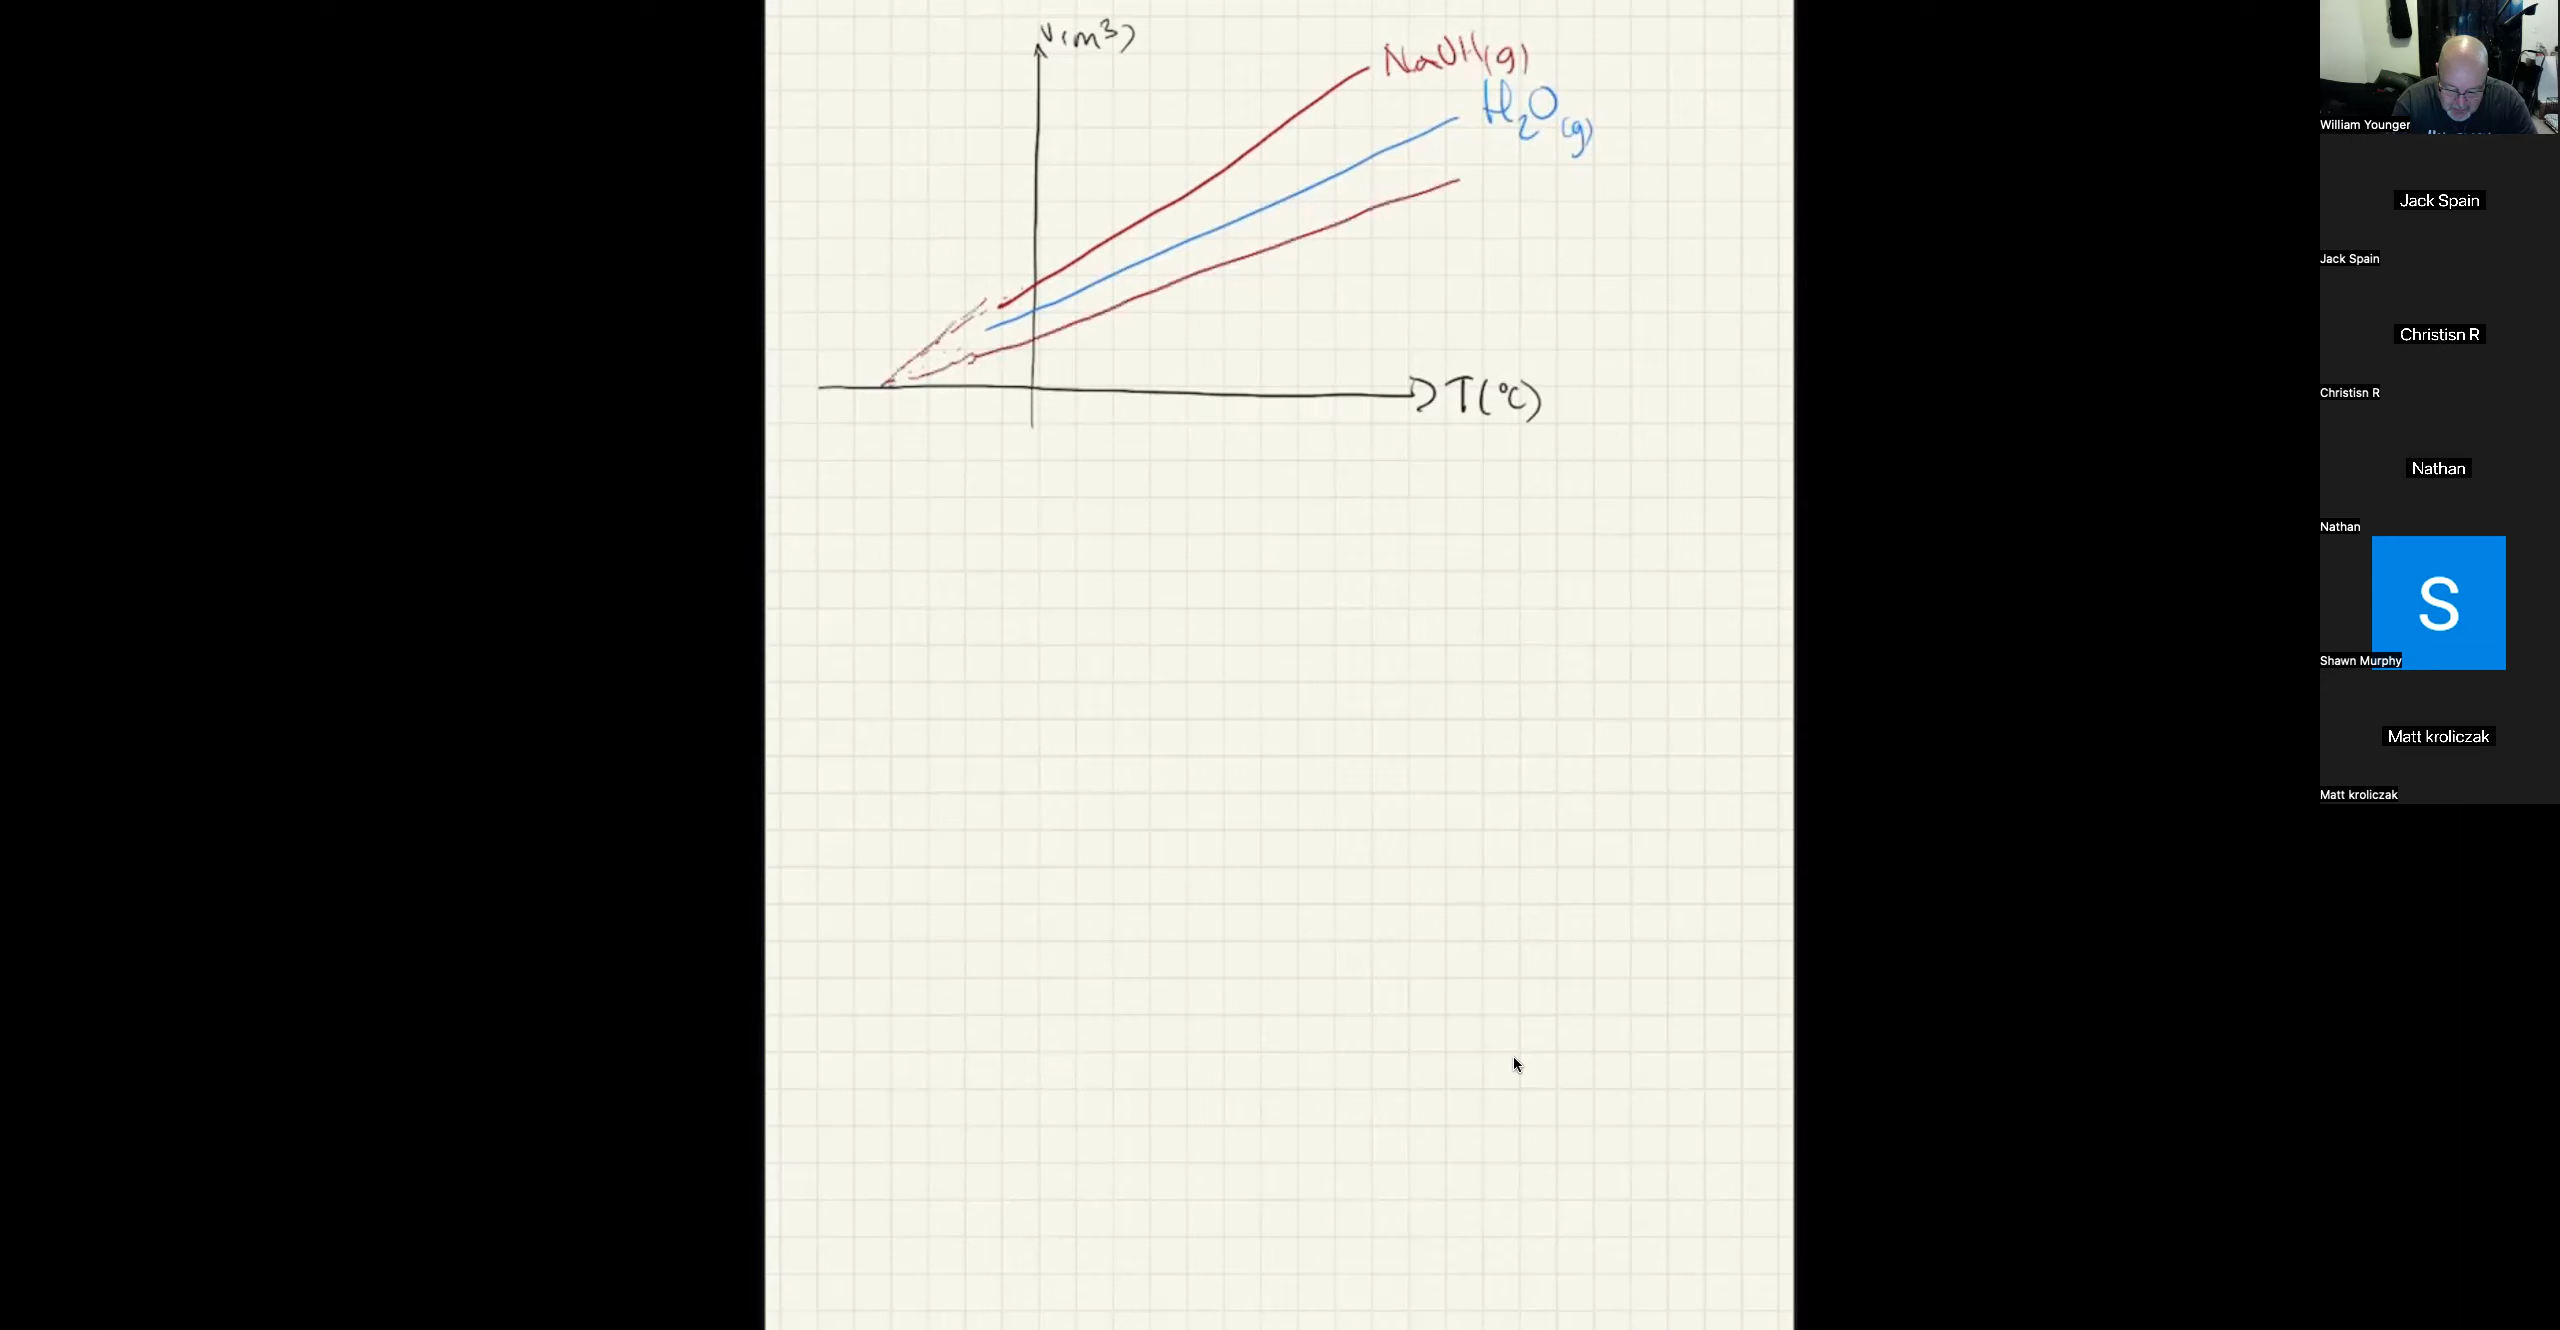 V(m³)
NaOH(g)
H₂O(g)
T(°C)
William Younger
Jack Spain
Jack Spain
Christisn R
Christisn R
Nathan
Nathan
S
Shawn Murphy
Matt kroliczak
Matt kroliczak